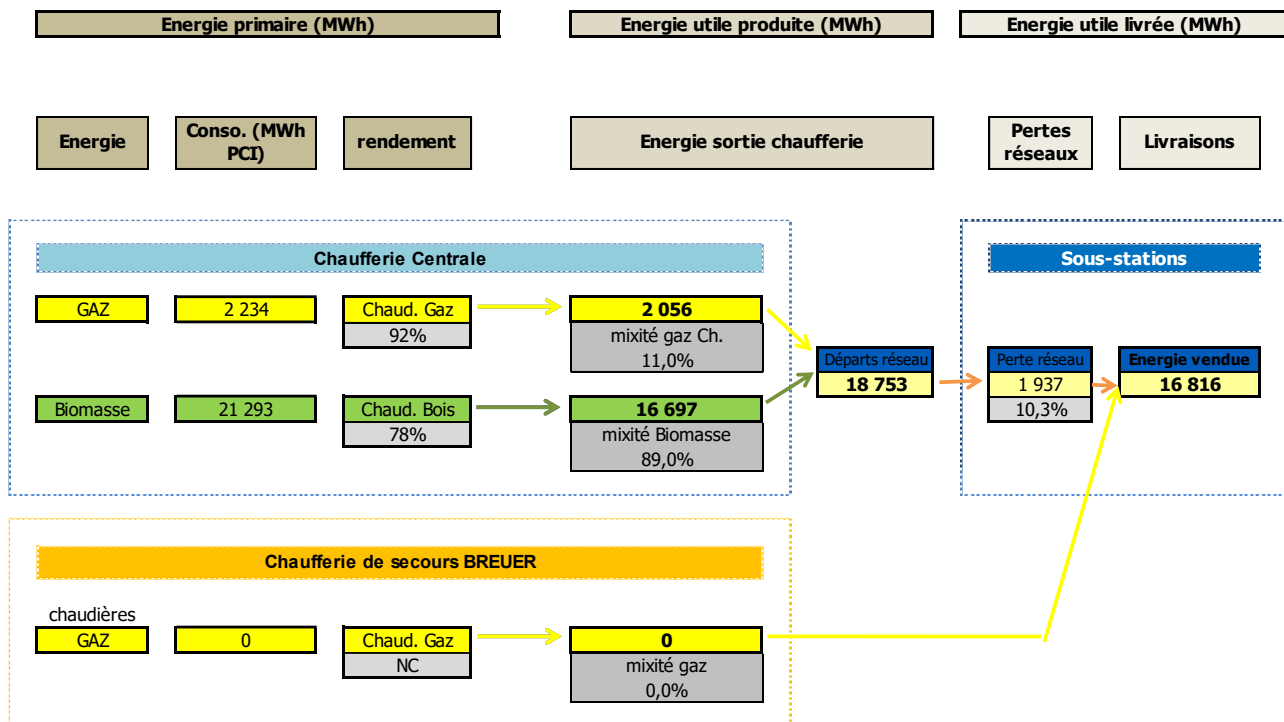 Energie primaire (MWh)
Energie utile produite (MWh)
Energie utile livrée (MWh)
Energie
Conso. (MWh
PCI)
rendement
Energie sortie chaufferie
Pertes
réseaux
Livraisons
Chaufferie Centrale
Sous-stations
GAZ
2 234
Chaud. Gaz
92%
2 056
mixité gaz Ch.
11,0%
Départs réseau
18 753
Perte réseau
1 937
10,3%
Energie vendue
16 816
Biomasse
21 293
Chaud. Bois
78%
16 697
mixité Biomasse
89,0%
Chaufferie de secours BREUER
chaudières
GAZ
0
Chaud. Gaz
NC
0
mixité gaz
0,0%